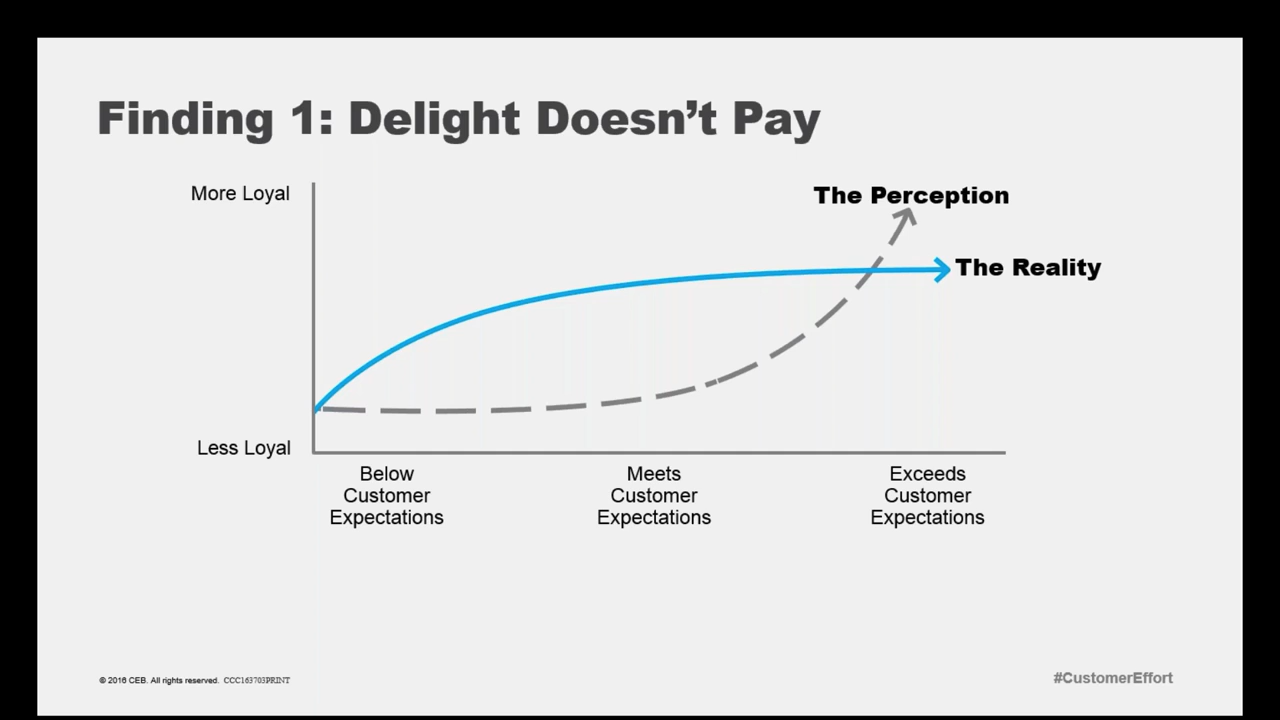 Finding 1: Delight Doesn't Pay
More Loyal
The Perception
The Reality
Less Loyal
Below
Customer
Expectations
Meets
Customer
Expectations
Exceeds
Customer
Expectations
© 2016 CEB. All rights reserved. CCC163703PRINT
#CustomerEffort